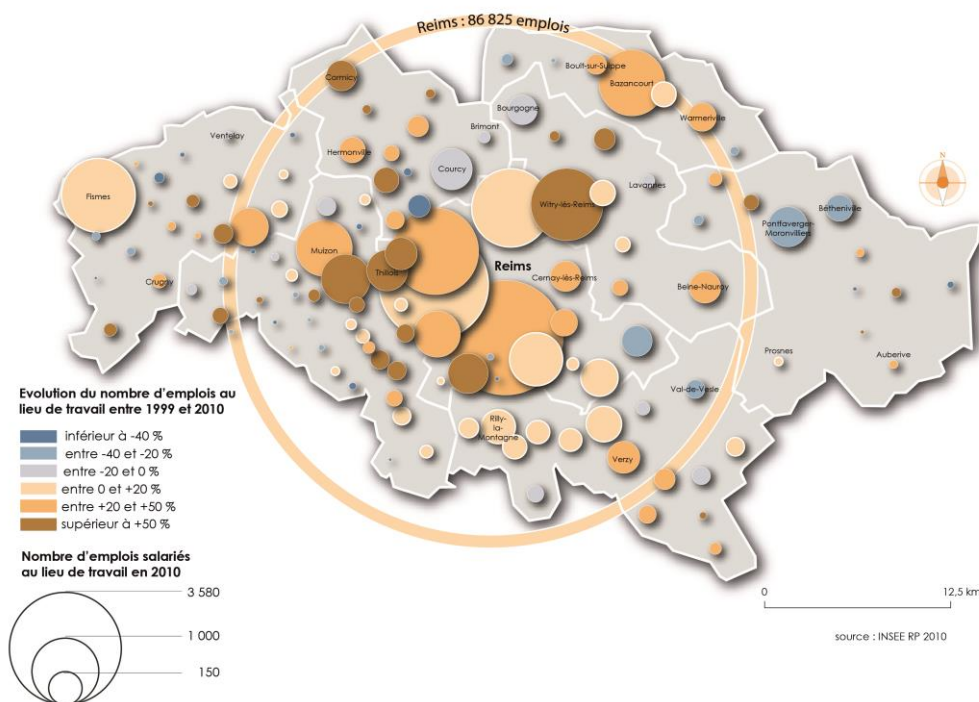 Reims : 86 825 emplois
Cormicy
Boult-sur-Suippe
Bazancourt
Bourgogne
Warmeriville
Ventelay
Brimont
Hermonville
Courcy
Lavannes
Fismes
Witry-lès-Reims
Bétheniville
Pontfaverger-
Moronvilliers
Muizon
Thillois
Reims
Cernay-lès-Reims
Crugny
Beine-Nauroy
Prosnes
Auberive
Val-de-Vesle
Rilly-
la-
Montagne
Verzy
N
Evolution du nombre d'emplois au
lieu de travail entre 1999 et 2010
inférieur à -40 %
entre -40 et -20 %
entre -20 et 0 %
entre 0 et +20 %
entre +20 et +50 %
supérieur à +50 %
Nombre d'emplois salariés
au lieu de travail en 2010
3 580
1 000
150
0
12,5 km
source : INSEE RP 2010